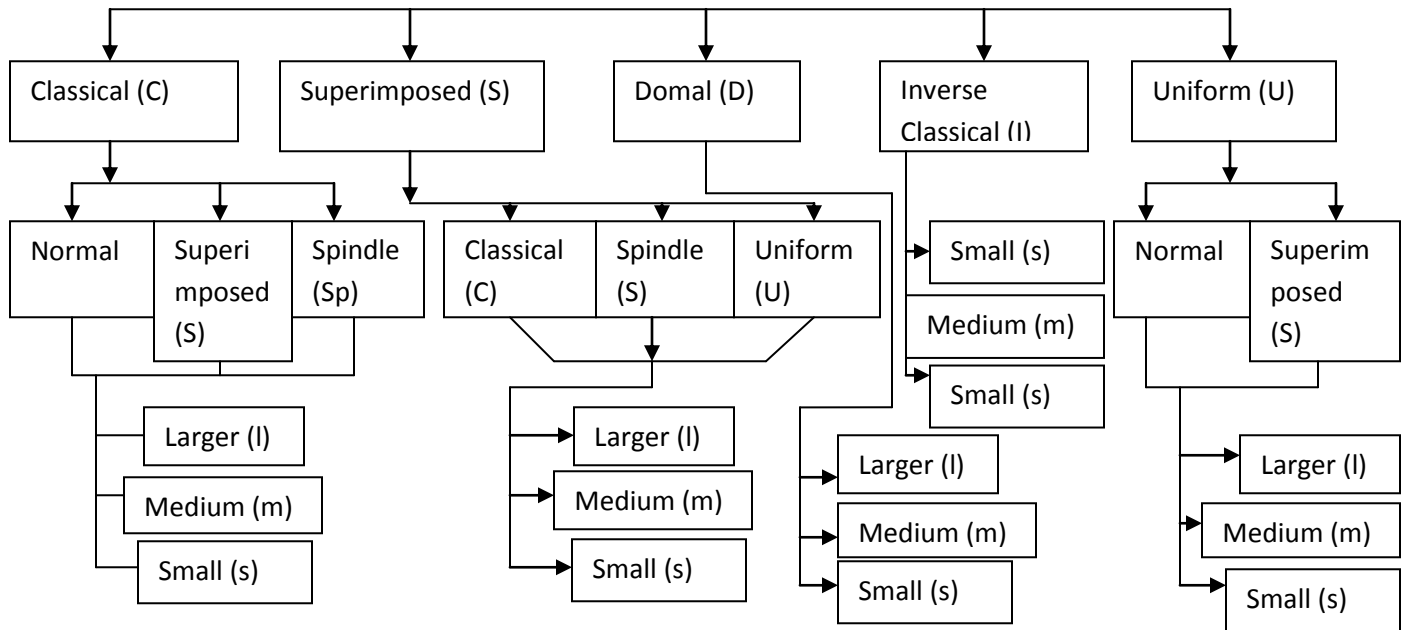 Classical (C)
Superimposed (S)
Domal (D)
Inverse
Classical (I)
Uniform (U)
Normal
Superi
mposed
(S)
Spindle
(Sp)
Classical
(C)
Spindle
(S)
Uniform
(U)
Small (s)
Medium (m)
Small (s)
Normal
Superim
posed
(S)
Larger (l)
Medium (m)
Small (s)
Larger (l)
Medium (m)
Small (s)
Larger (l)
Medium (m)
Small (s)
Larger (l)
Medium (m)
Small (s)